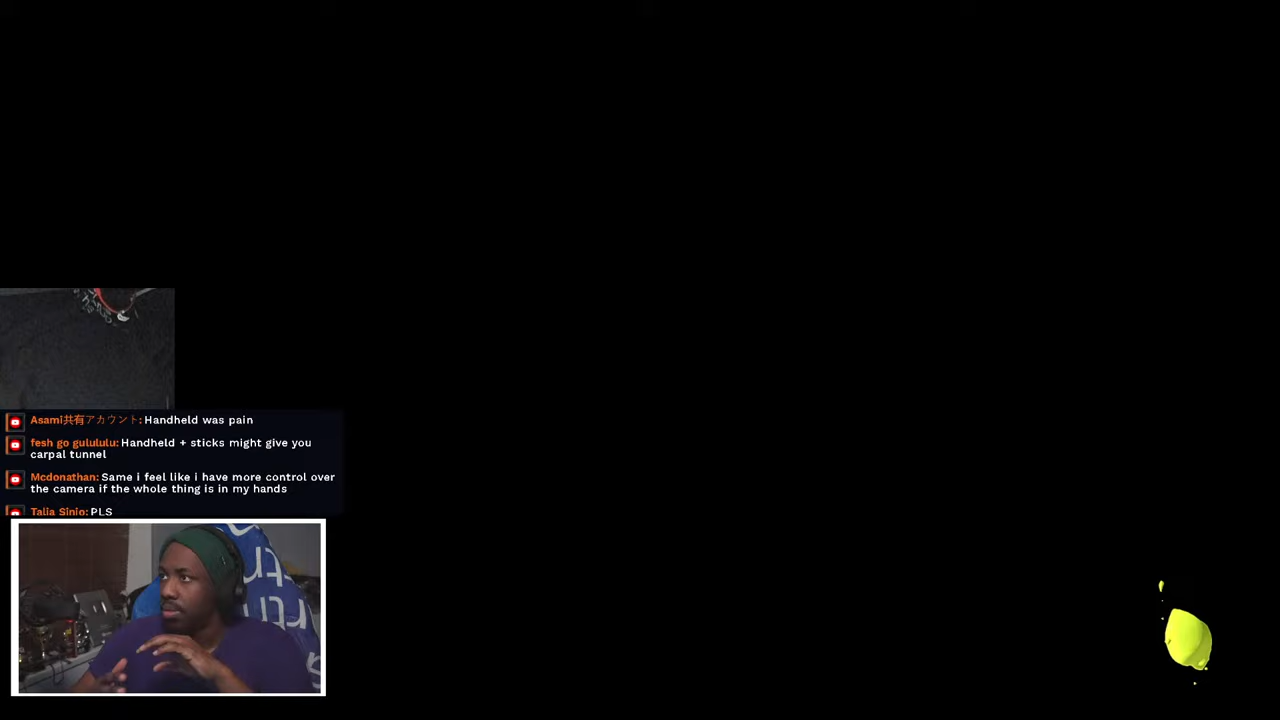 Asami共有アカウント: Handheld was pain
fesh go gulululu: Handheld + sticks might give you
carpal tunnel
Mcdonathan: Same i feel like i have more control over
the camera if the whole thing is in my hands
Talia Sinio: PLS